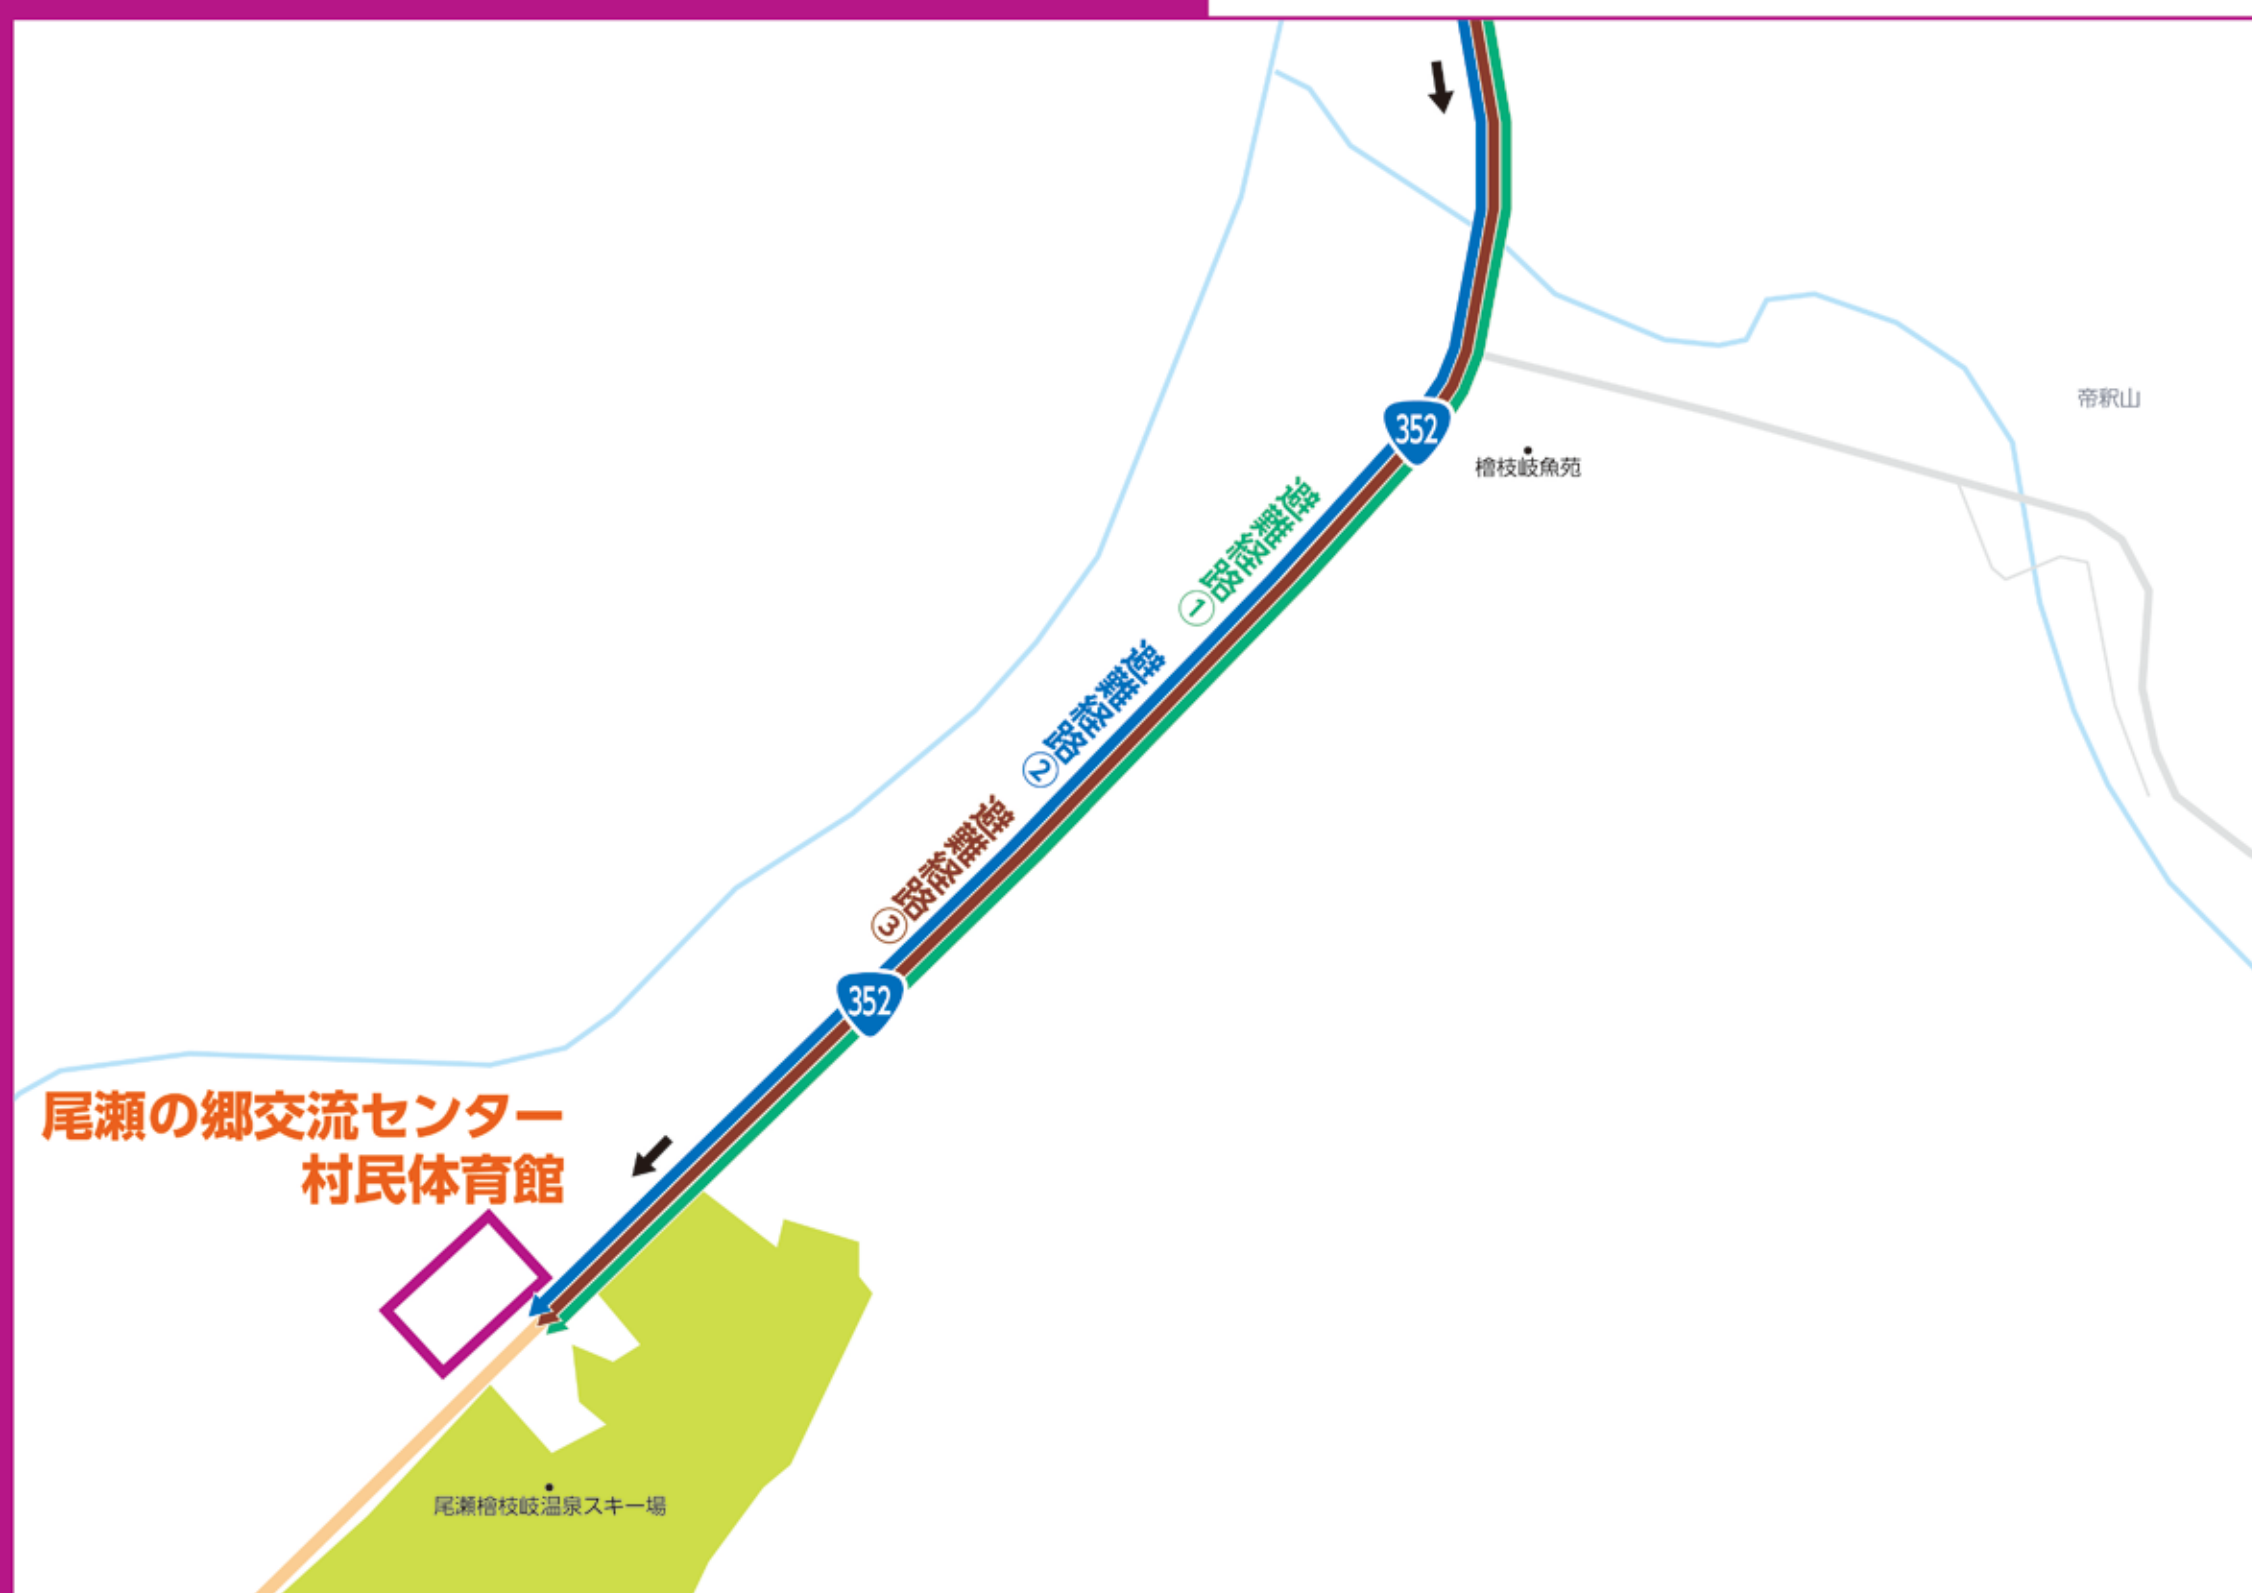 352
帝釈山
檜枝岐魚苑
避難経路①
避難経路②
避難経路③
352
尾瀬の郷交流センター
村民体育館
尾瀬檜枝岐温泉スキー場